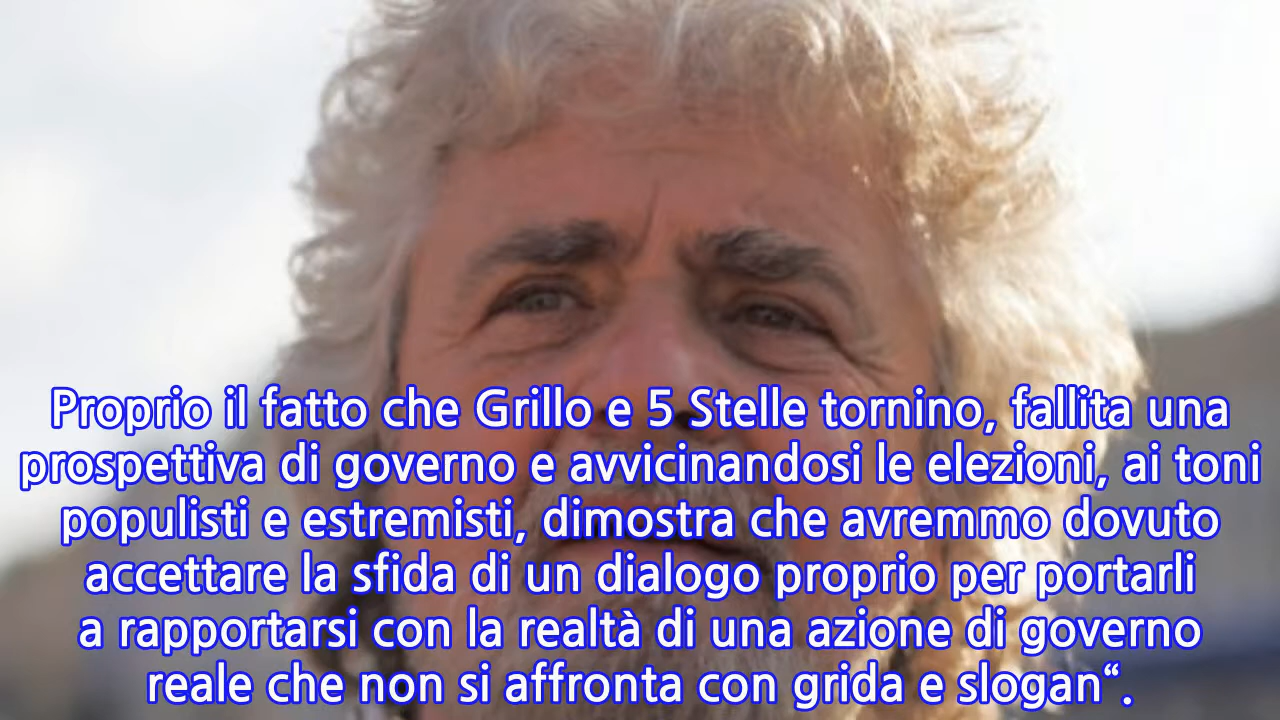 Proprio il fatto che Grillo e 5 Stelle tornino, fallita una
prospettiva di governo e avvicinandosi le elezioni, ai toni
populisti e estremisti, dimostra che avremmo dovuto
accettare la sfida di un dialogo proprio per portarli
a rapportarsi con la realtà di una azione di governo
reale che non si affronta con grida e slogan“.